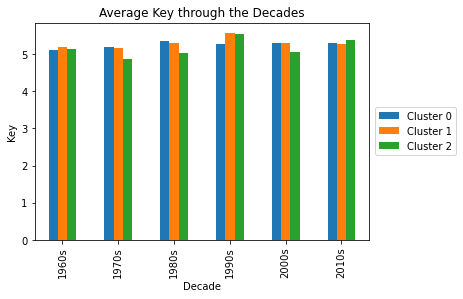 Average Key through the Decades
Key
5
4
3
2
1
0
1960s
1970s
1980s
1990s
2000s
2010s
Decade
Cluster 0
Cluster 1
Cluster 2